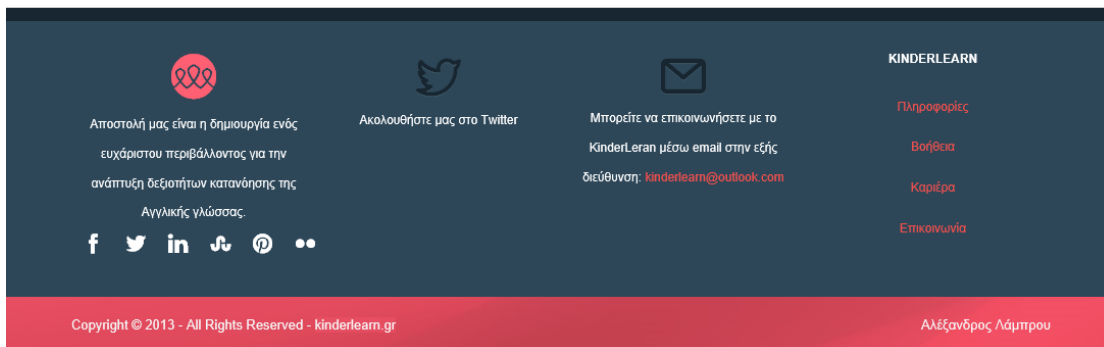 Αποστολή μας είναι η δημιουργία ενός
ευχάριστου περιβάλλοντος για την
ανάπτυξη δεξιοτήτων κατανόησης της
Αγγλικής γλώσσας.
Ακολουθήστε μας στο Twitter
Μπορείτε να επικοινωνήσετε με το
KinderLeran μέσω email στην εξής
διεύθυνση: kinderlearn@outlook.com
KINDERLEARN
Πληροφορίες
Βοήθεια
Καριέρα
Επικοινωνία
Copyright © 2013 - All Rights Reserved - kinderlearn.gr
Αλέξανδρος Λάμπρου